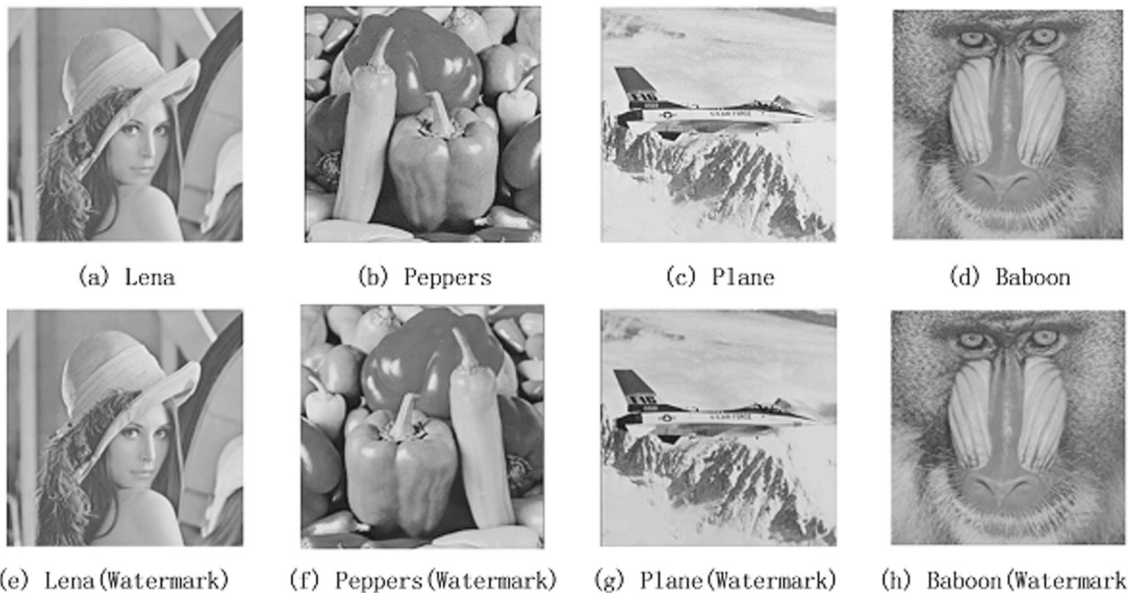 (a) Lena
(b) Peppers
(c) Plane
(d) Baboon
(e) Lena(Watermark)
(f) Peppers(Watermark)
(g) Plane(Watermark)
(h) Baboon(Watermark